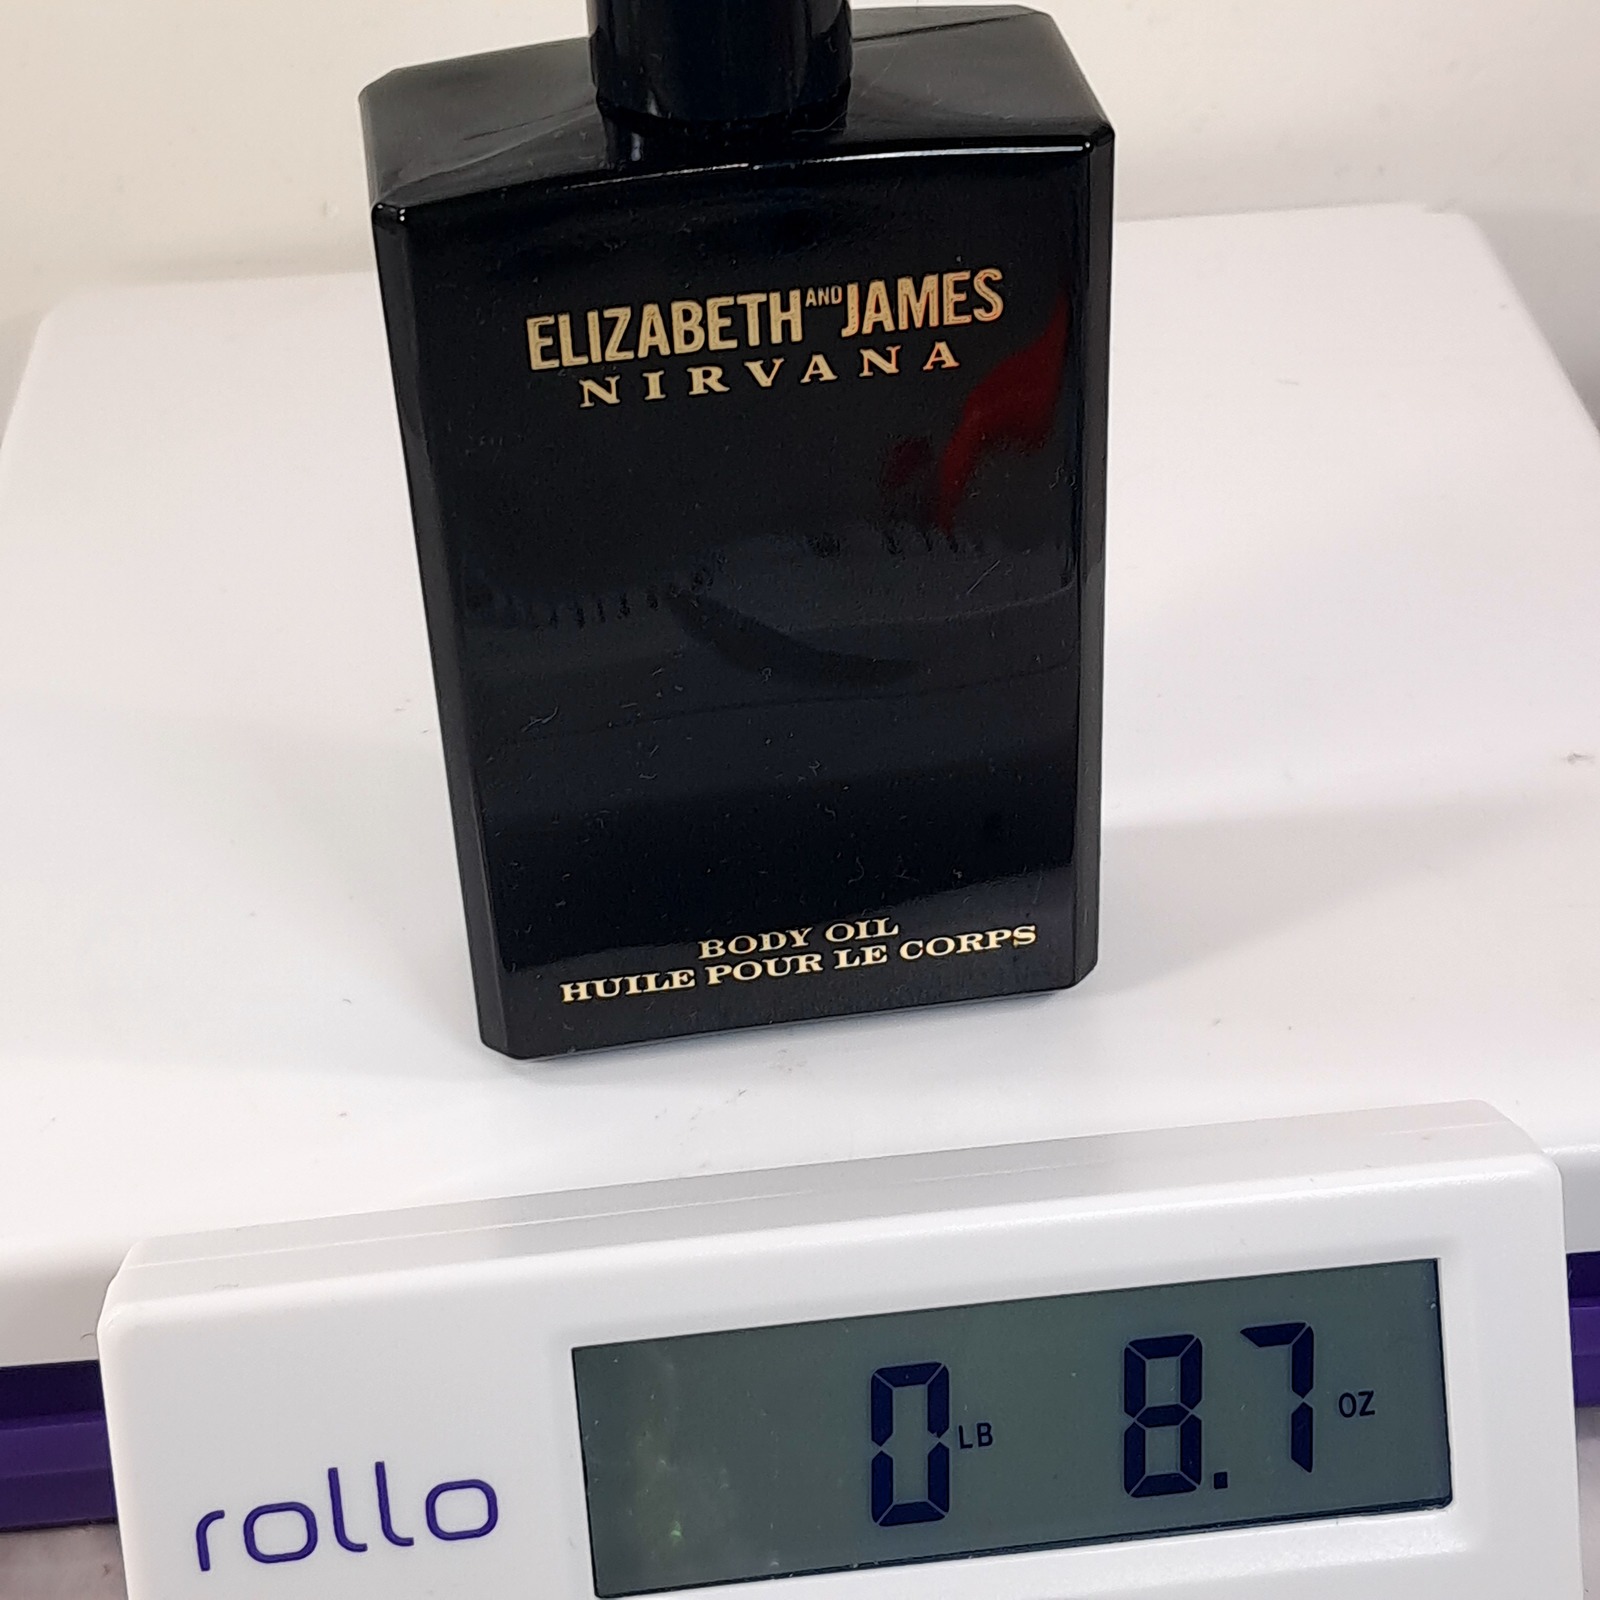 ELIZABETH AND JAMES
NIRVANA
BODY OIL
HUILE POUR LE CORPS
0 LB 8.7 OZ
rollo